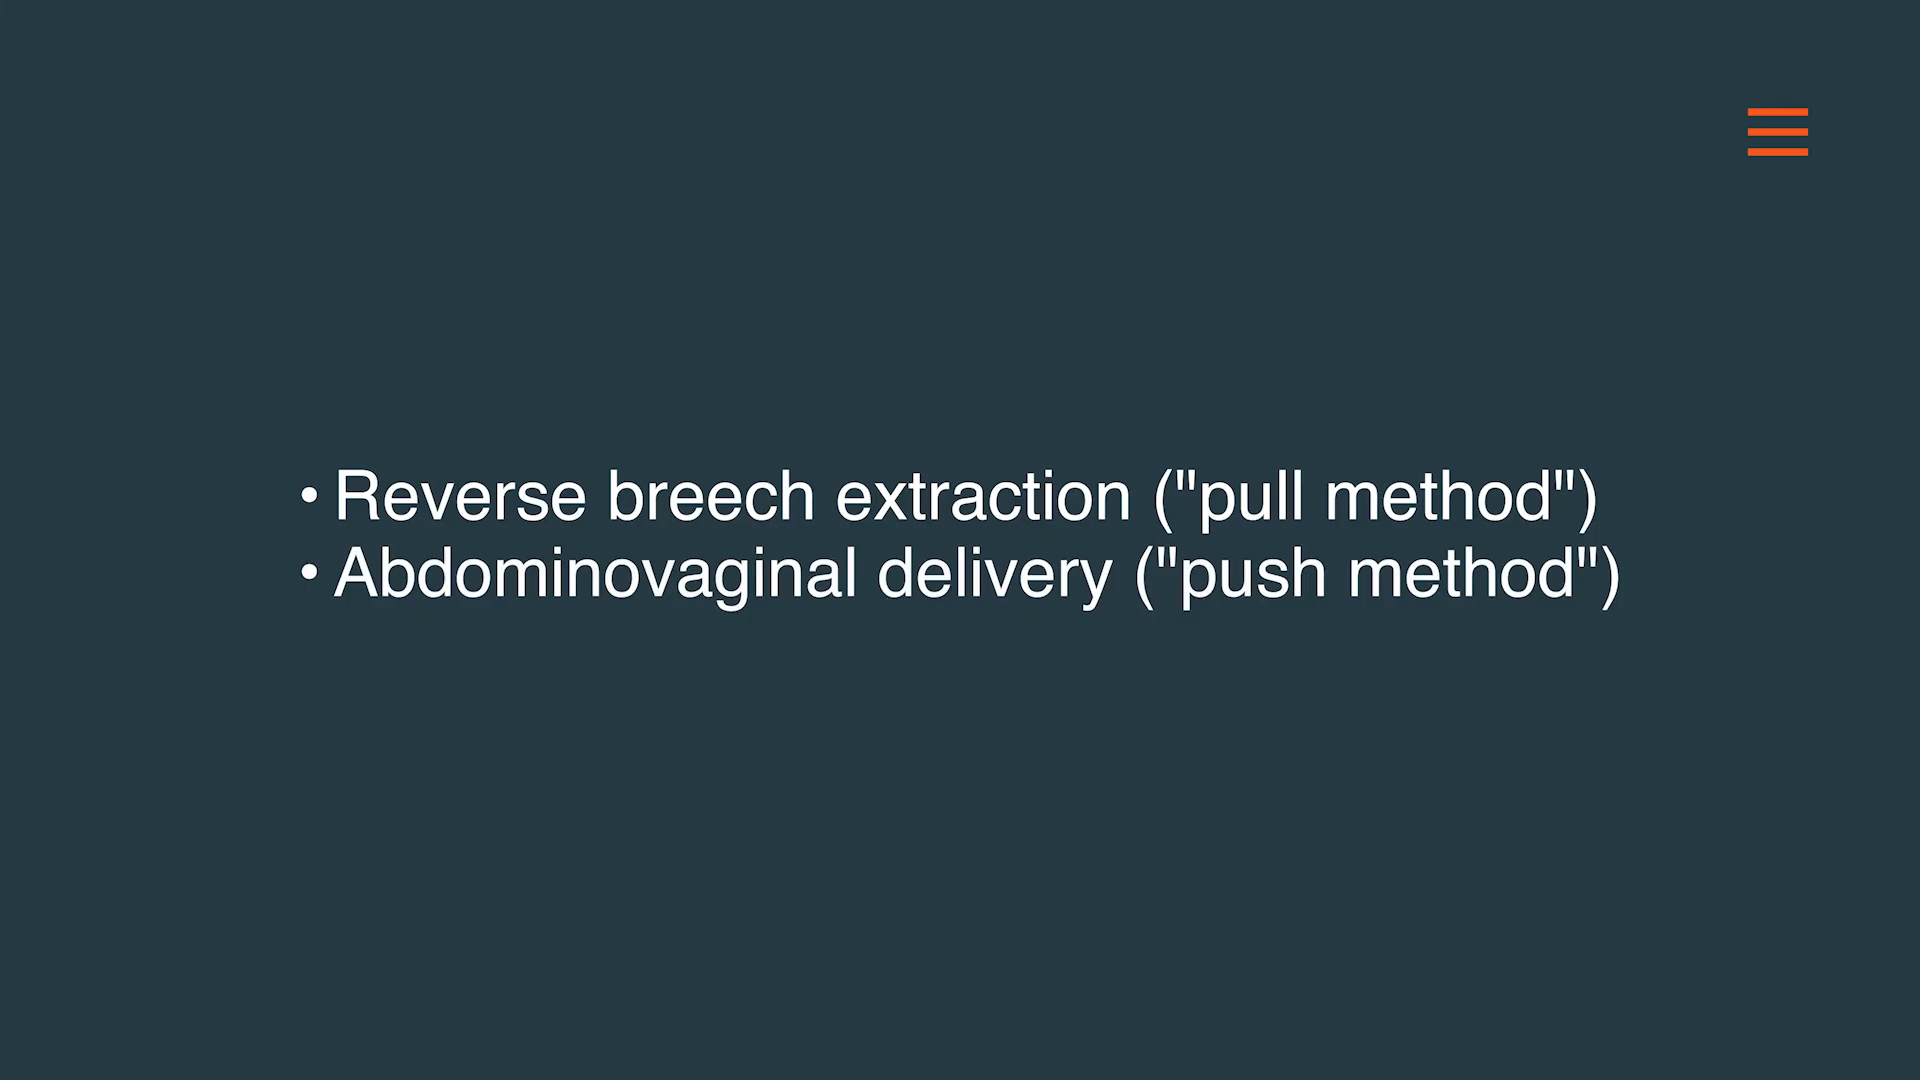 • Reverse breech extraction ("pull method")
• Abdominovaginal delivery ("push method")